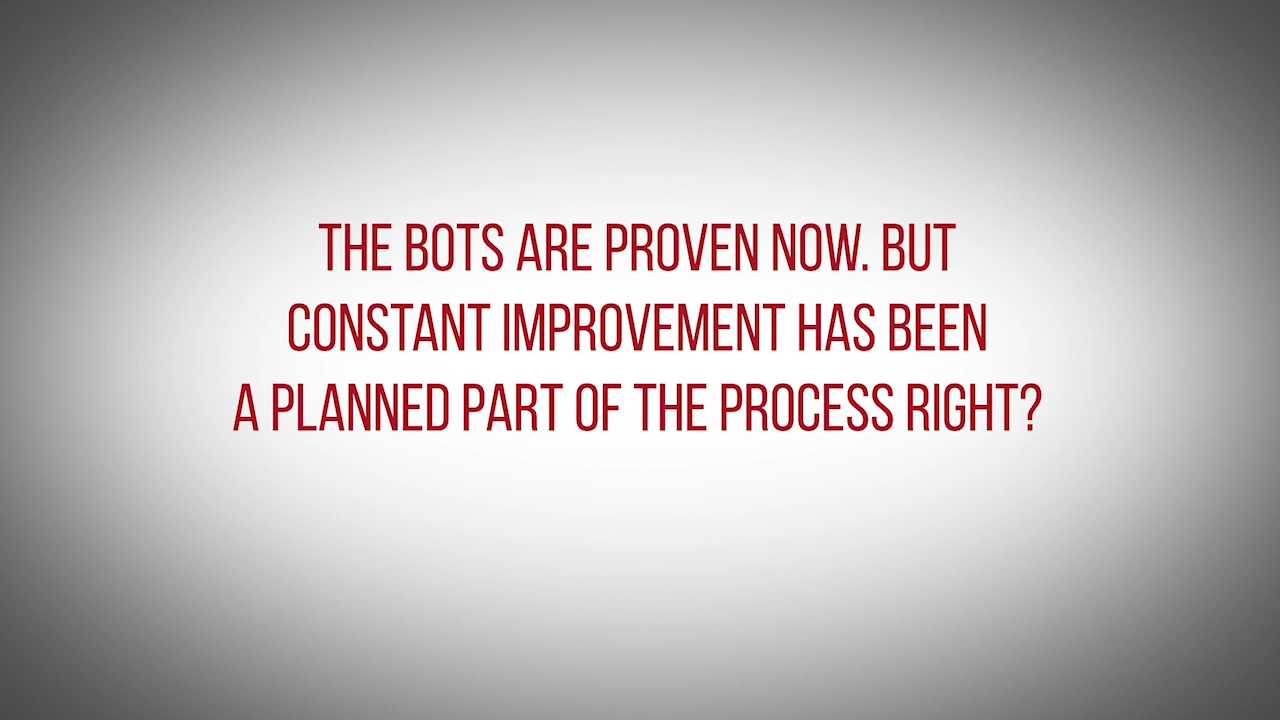 THE BOTS ARE PROVEN NOW. BUT
CONSTANT IMPROVEMENT HAS BEEN
A PLANNED PART OF THE PROCESS RIGHT?